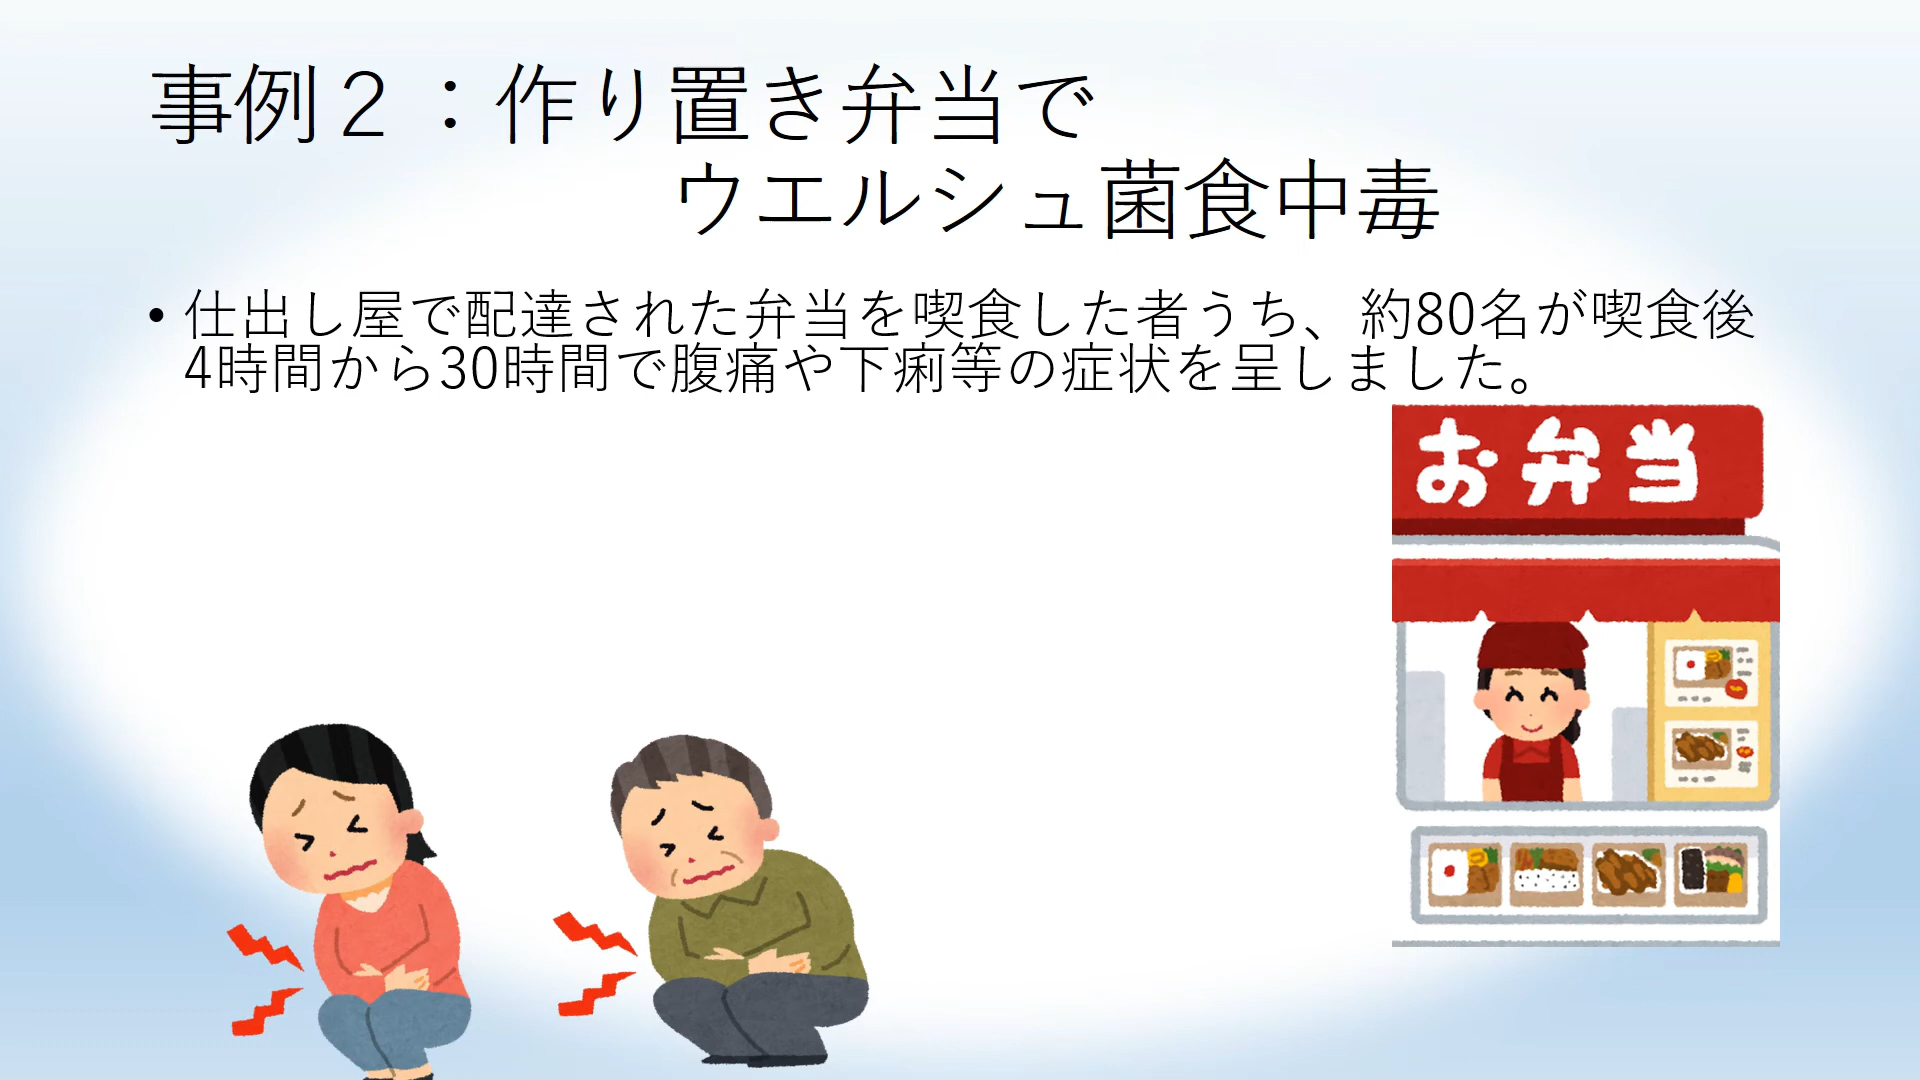 事例２：作り置き弁当で
ウエルシュ菌食中毒
• 仕出し屋で配達された弁当を喫食した者うち、約80名が喫食後
4時間から30時間で腹痛や下痢等の症状を呈しました。
お弁当